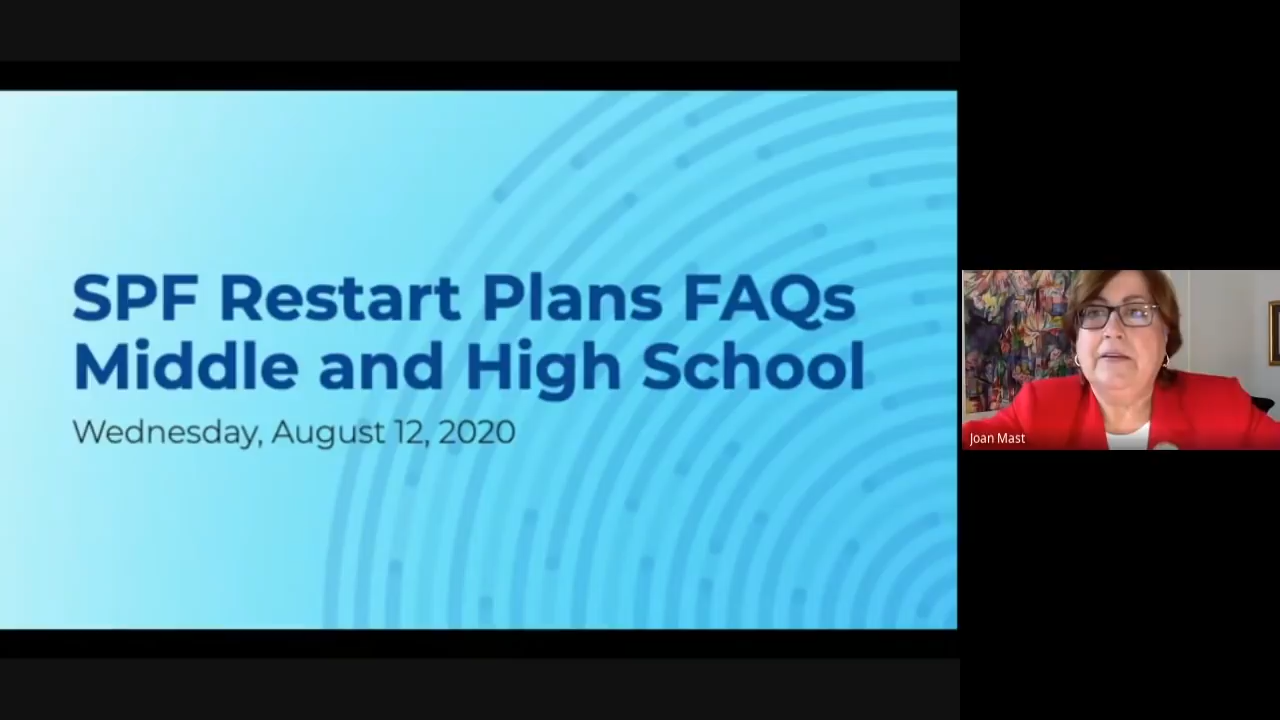 SPF Restart Plans FAQs
Middle and High School
Wednesday, August 12, 2020
Joan Mast